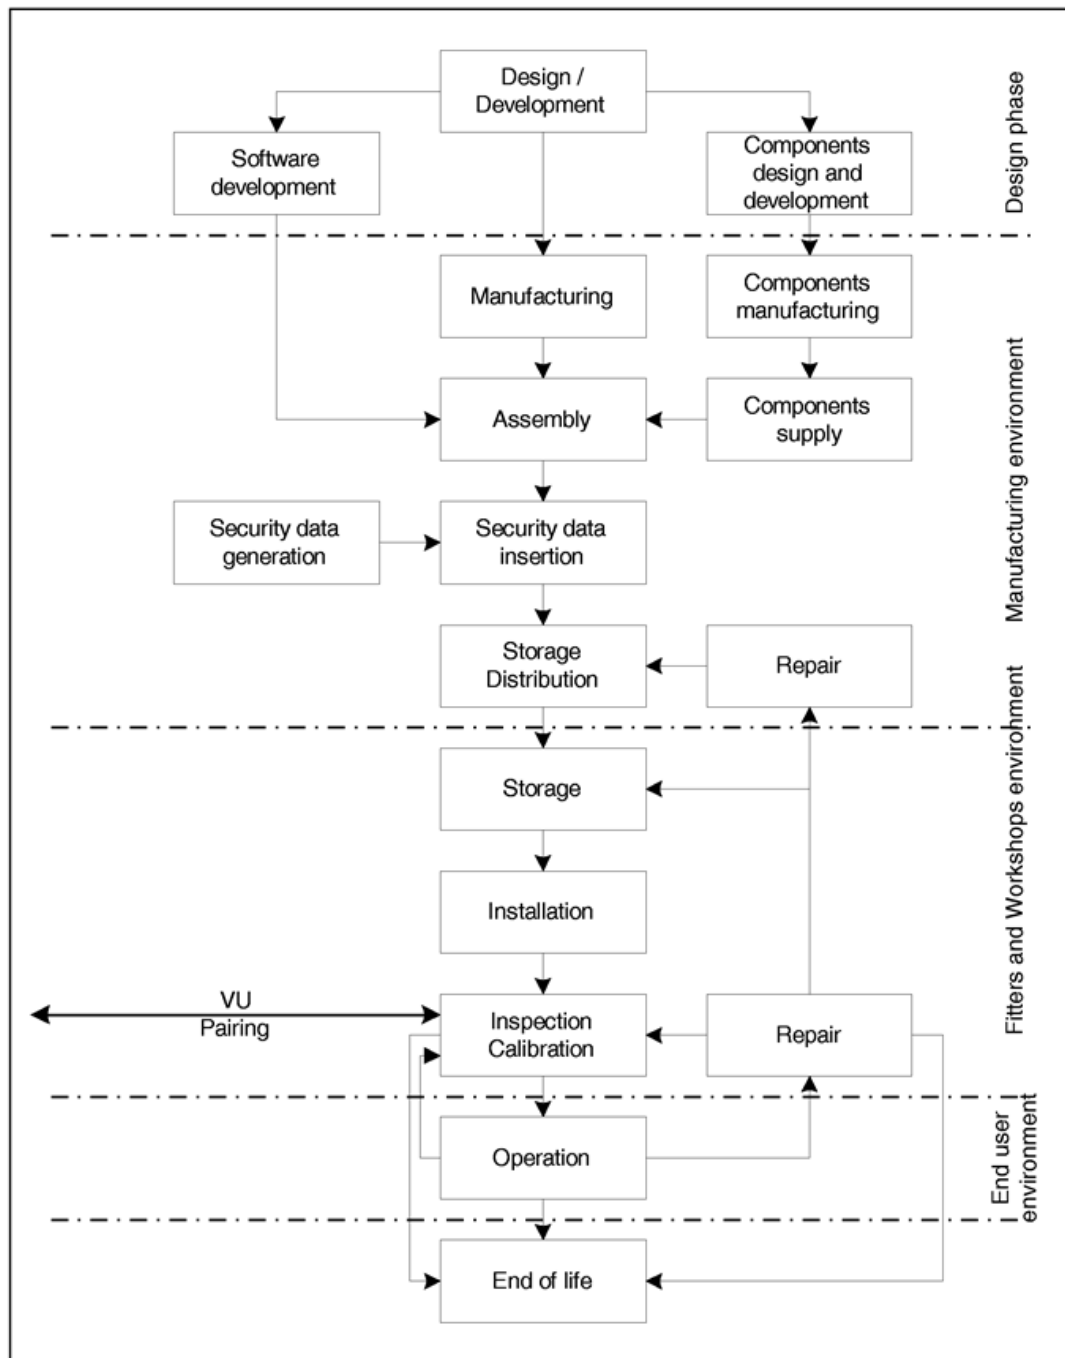 Design /
Development
Software
development
Components
design and
development
Design phase
Manufacturing
Components
manufacturing
Assembly
Components
supply
Manufacturing environment
Security data
generation
Security data
insertion
Storage
Distribution
Repair
Storage
Installation
Fitters and Workshops environment
VU
Pairing
Inspection
Calibration
Repair
Operation
End user
environment
End of life